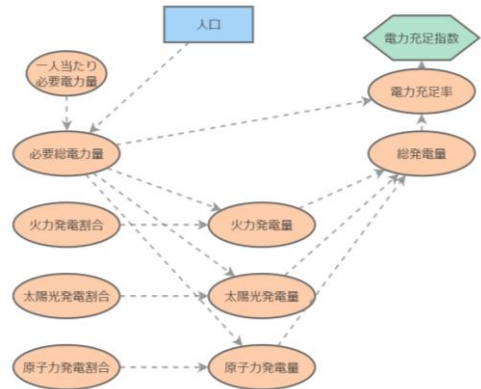 人口
電力充足指数
一人当たり
必要電力量
電力充足率
必要総電力量
総発電量
火力発電割合
火力発電量
太陽光発電割合
太陽光発電量
原子力発電割合
原子力発電量